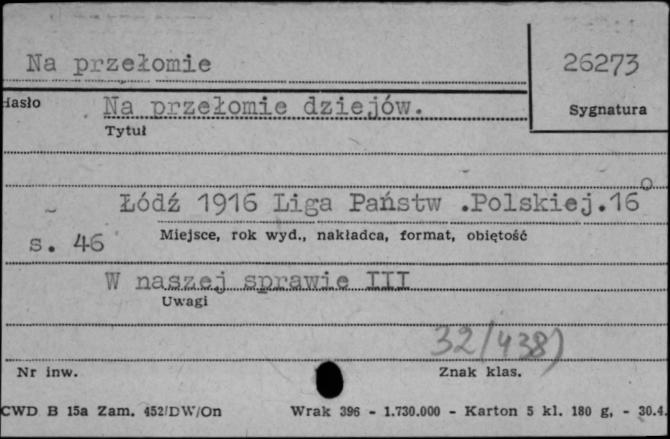 Na przełomie
26273
Hasło
Na przełomie dziejów.
Sygnatura
Tytuł
Łódź 1916 Liga Państw .Polskiej.16°
s. 46
Miejsce, rok wyd., nakładca, format, objętość
W naszej sprawie III
Uwagi
32/438)
Nr inw.
Znak klas.
CWD B 15a Zam. 452/DW/On
Wrak 396 - 1.730.000 - Karton 5 kl. 180 g, - 30.4.